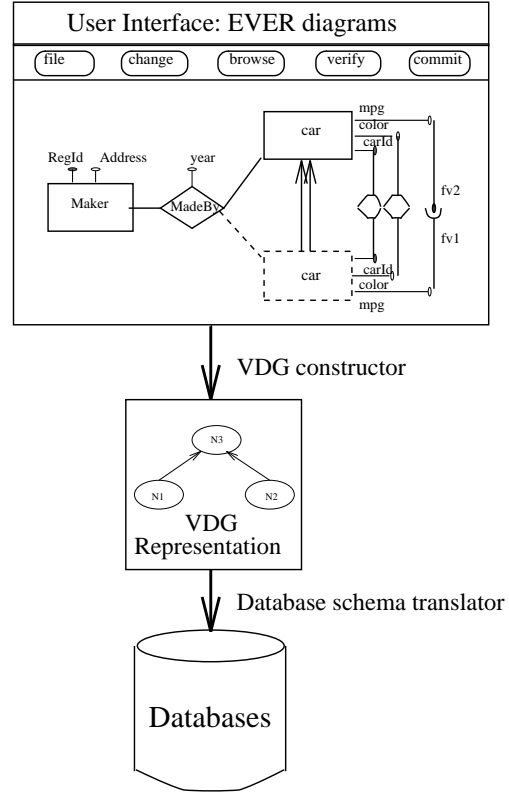 User Interface: EVER diagrams
file change browse verify commit
mpg
color
carId
car
RegId Address year
Maker
MadeBy
fv2
fv1
car
carId
color
mpg
VDG constructor
N3
N1 N2
VDG
Representation
Database schema translator
Databases